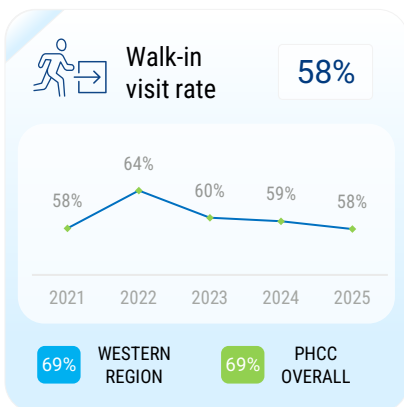 Walk-in
visit rate
58%
58%
64%
60%
59%
58%
2021
2022
2023
2024
2025
69%
WESTERN
REGION
69%
PHCC
OVERALL